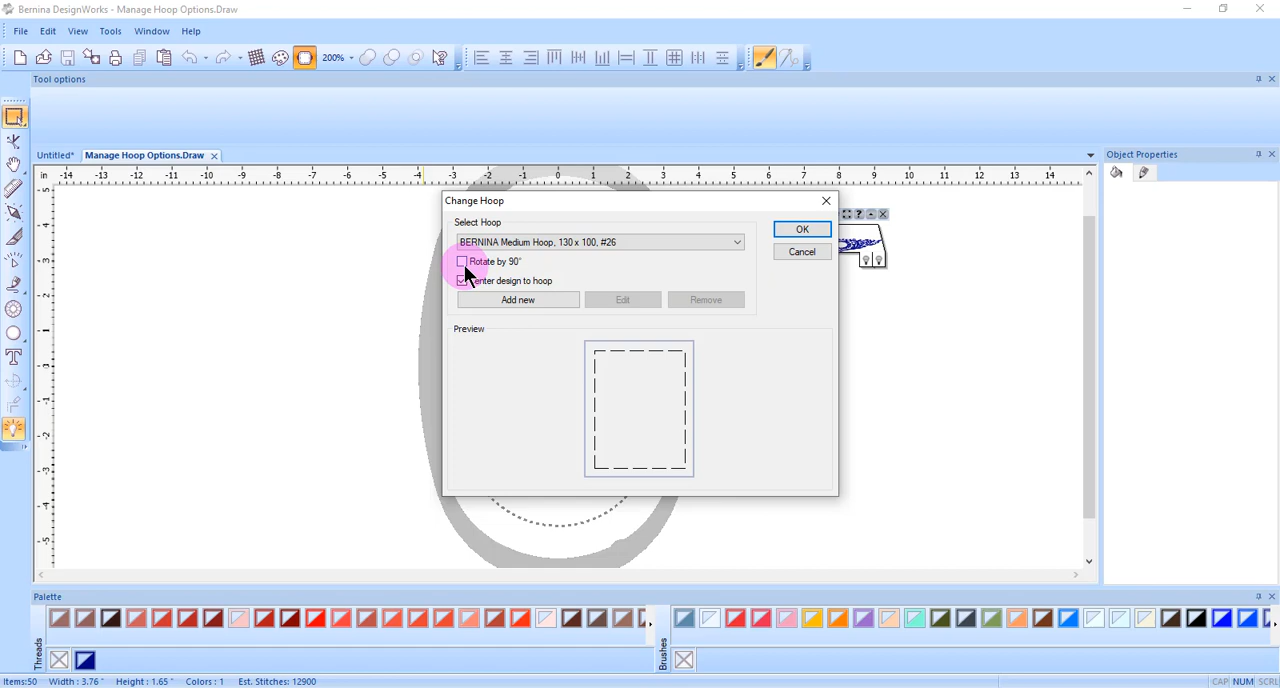 Bernina DesignWorks - Manage Hoop Options.Draw
File Edit View Tools Window Help
200%
Tool options
Untitled* Manage Hoop Options.Draw
Object Properties
in -14 -13 -12 -11 -10 -9 -8 -7 -6 -5 -4 -3 -2 -1 0 1 2 3 4 5 6 7 8 9 10 11 12 13 14
Change Hoop
Select Hoop
BERNINA Medium Hoop, 130 x 100, #26
OK
Rotate by 90°
Cancel
Center design to hoop
Add new Edit Remove
Preview
Palette
Threads
Brushes
Items:50 Width : 3.76 " Height : 1.65 " Colors : 1 Est. Stitches: 12900
CAP NUM SCRL